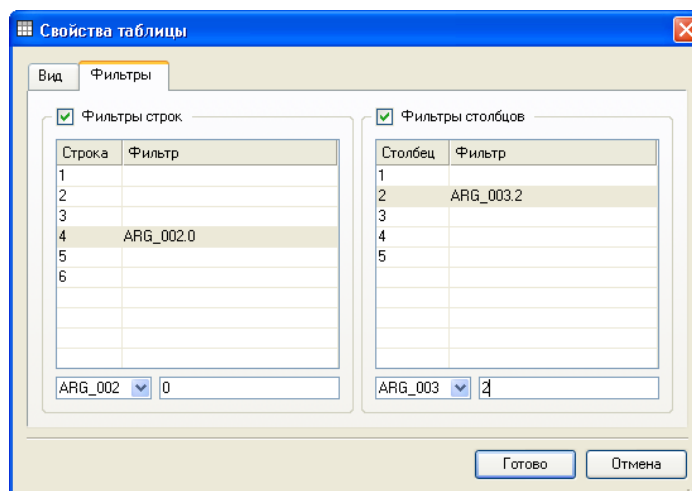 Свойства таблицы
Вид Фильтры
Фильтры строк
Строка Фильтр
1
2
3
4 ARG_002.0
5
6
ARG_002 0
Фильтры столбцов
Столбец Фильтр
1
2 ARG_003.2
3
4
5
ARG_003 2
Готово Отмена